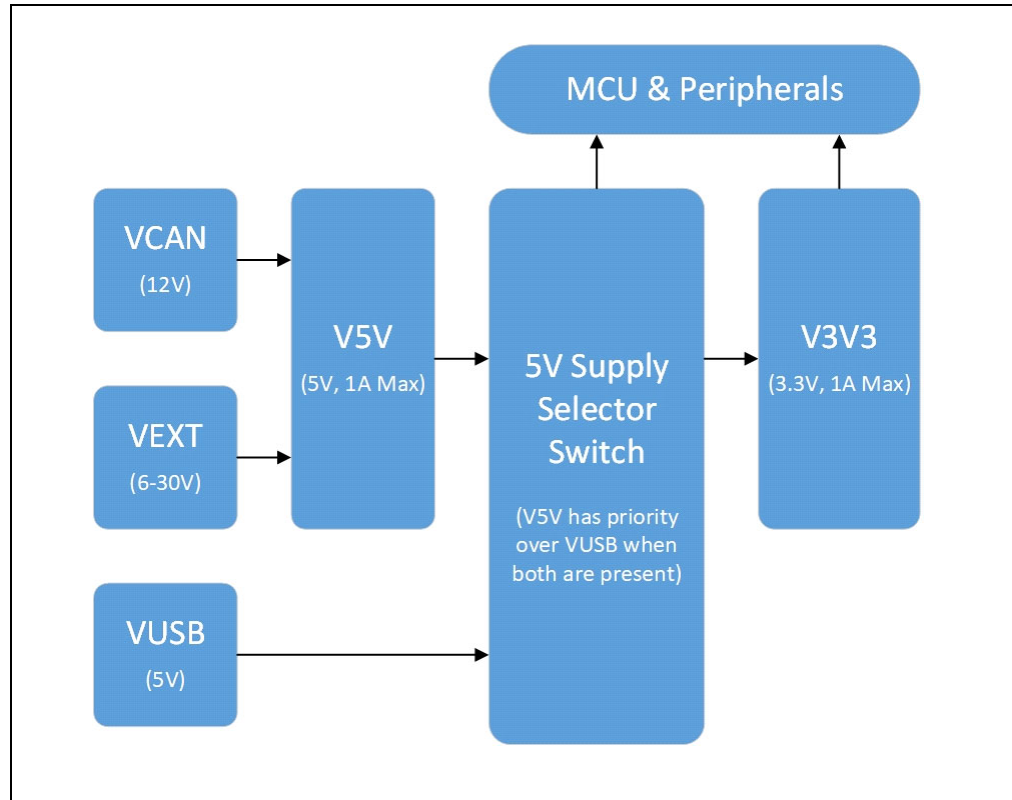 MCU & Peripherals
VCAN
(12V)
VEXT
(6-30V)
VUSB
(5V)
V5V
(5V, 1A Max)
5V Supply
Selector
Switch
(V5V has priority
over VUSB when
both are present)
V3V3
(3.3V, 1A Max)